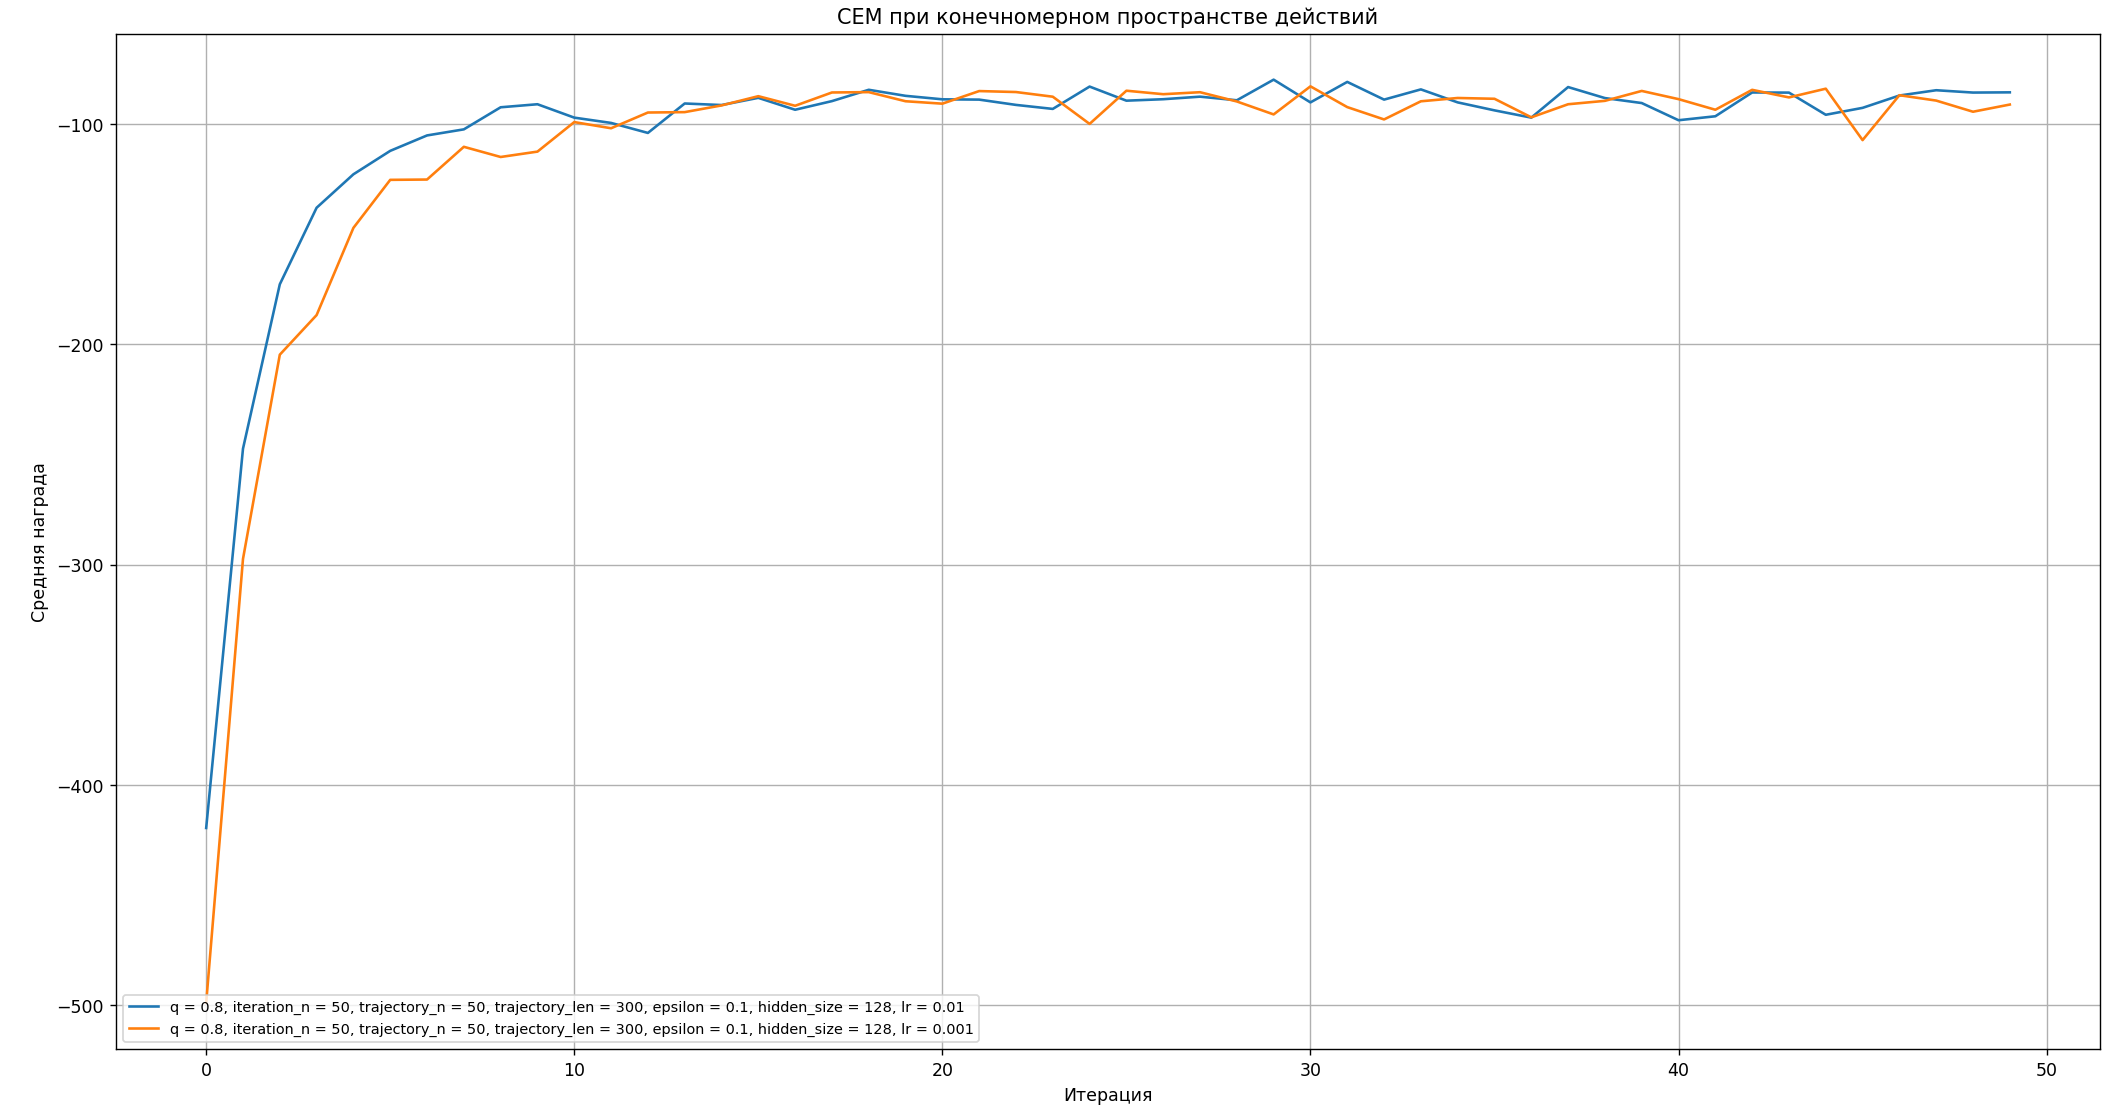 CEM при конечномерном пространстве действий
Средняя награда
−100
−200
−300
−400
−500
q = 0.8, iteration_n = 50, trajectory_n = 50, trajectory_len = 300, epsilon = 0.1, hidden_size = 128, lr = 0.01
q = 0.8, iteration_n = 50, trajectory_n = 50, trajectory_len = 300, epsilon = 0.1, hidden_size = 128, lr = 0.001
0 10 20 30 40 50
Итерация